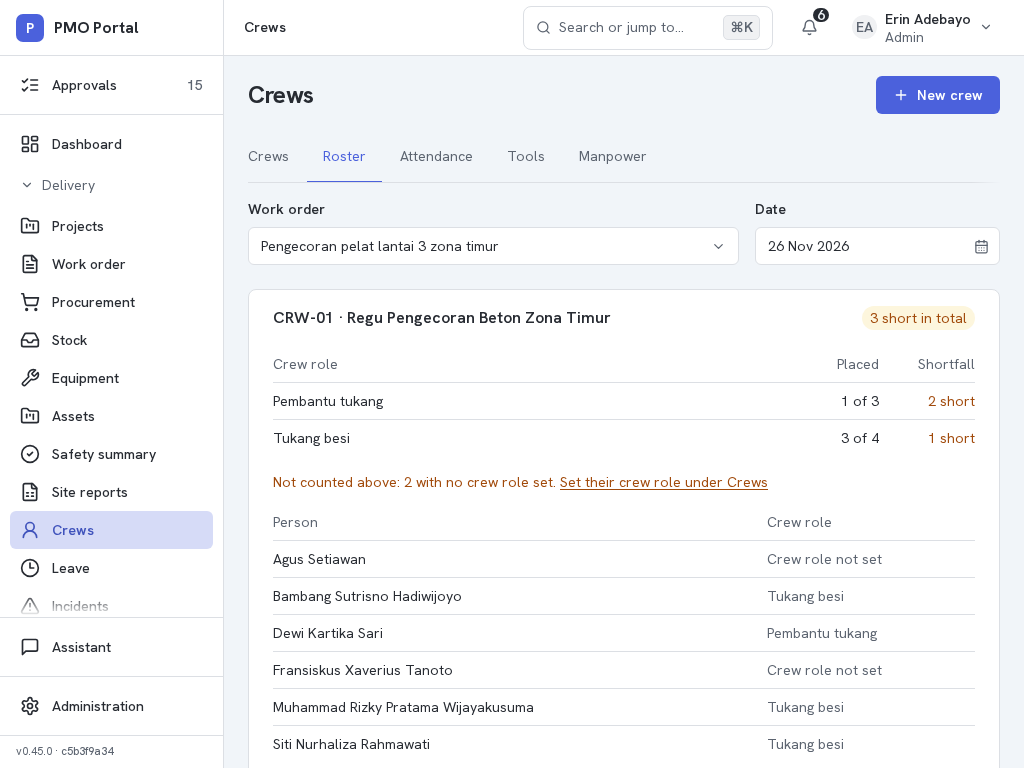 P PMO Portal
Crews
Search or jump to... ⌘K
6
EA Erin Adebayo
Admin
Approvals 15
Dashboard
Delivery
Projects
Work order
Procurement
Stock
Equipment
Assets
Safety summary
Site reports
Crews
Leave
Incidents
Assistant
Administration
v0.45.0 · c5b3f9a34
Crews
New crew
Crews Roster Attendance Tools Manpower
Work order Date
Pengecoran pelat lantai 3 zona timur 26 Nov 2026
CRW-01 · Regu Pengecoran Beton Zona Timur 3 short in total
Crew role Placed Shortfall
Pembantu tukang 1 of 3 2 short
Tukang besi 3 of 4 1 short
Not counted above: 2 with no crew role set. Set their crew role under Crews
Person Crew role
Agus Setiawan Crew role not set
Bambang Sutrisno Hadiwijoyo Tukang besi
Dewi Kartika Sari Pembantu tukang
Fransiskus Xaverius Tanoto Crew role not set
Muhammad Rizky Pratama Wijayakusuma Tukang besi
Siti Nurhaliza Rahmawati Tukang besi